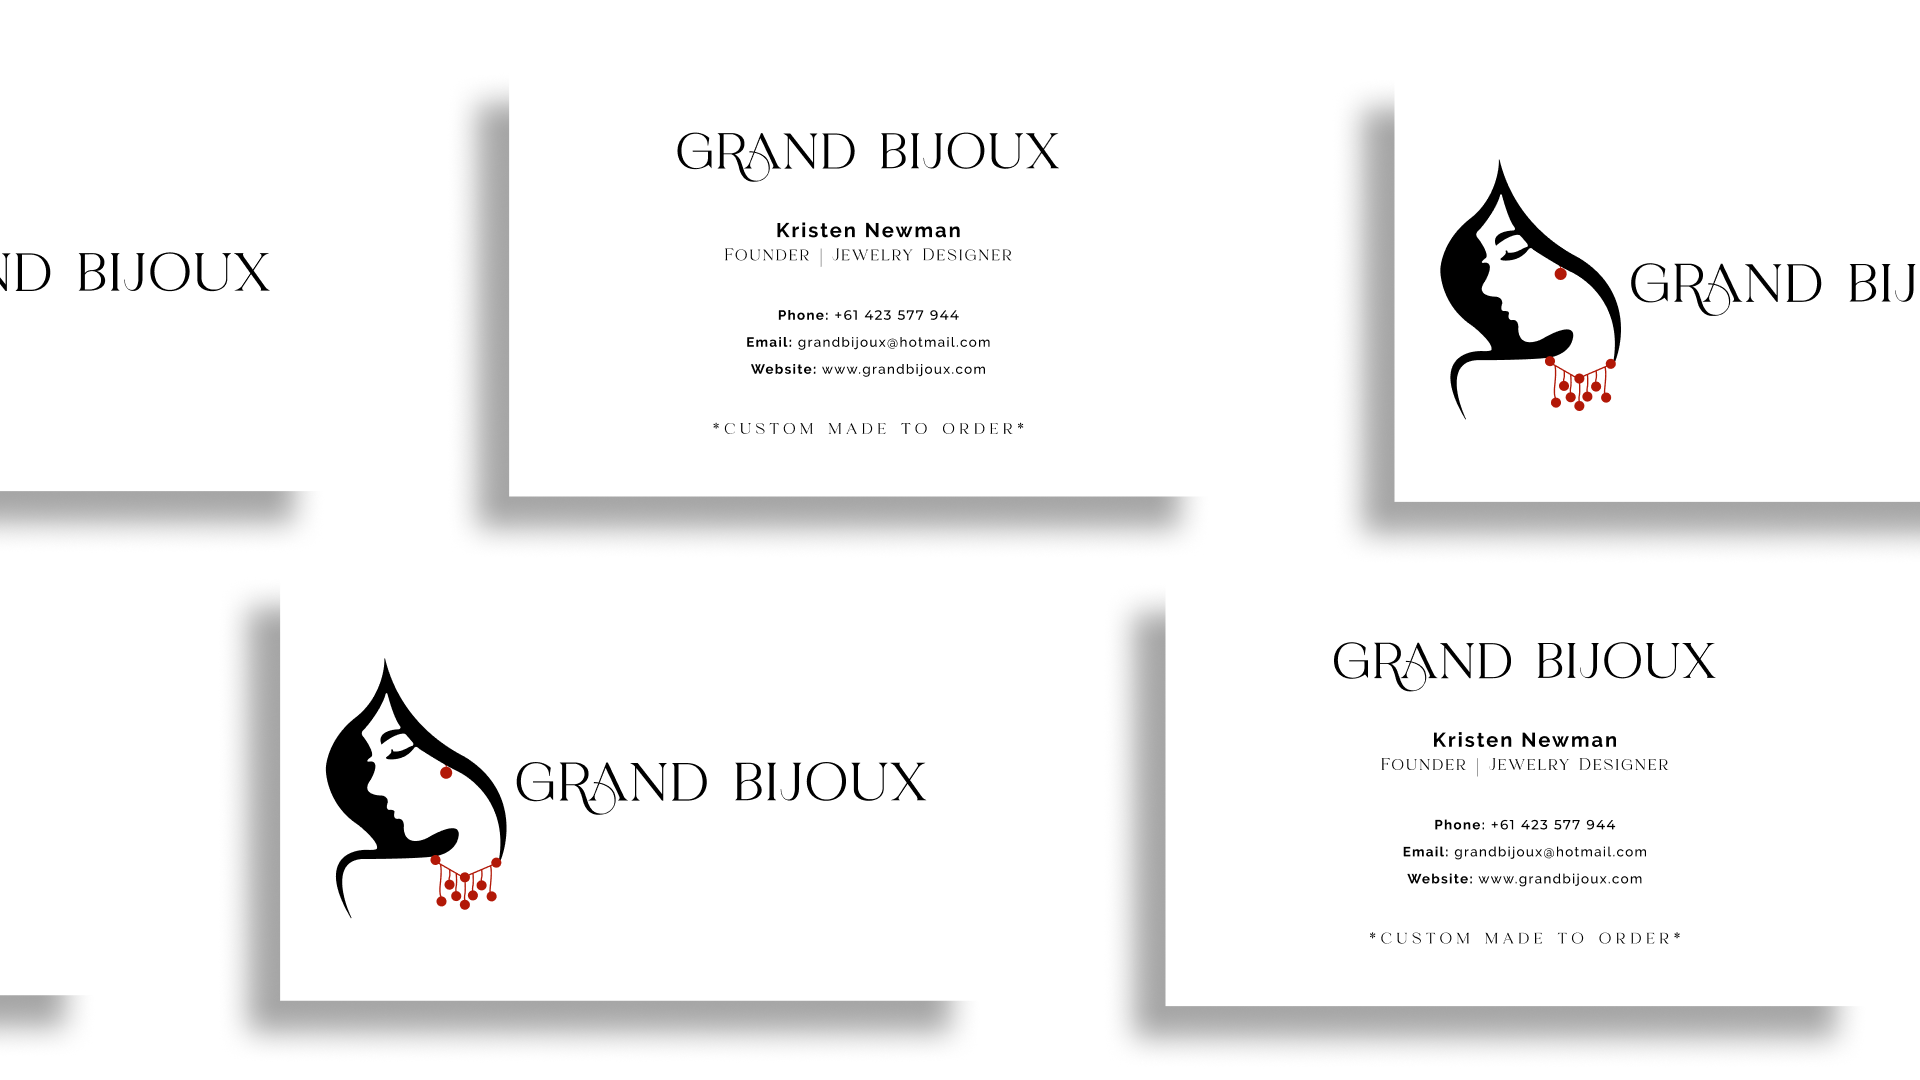 GRAND BIJOUX
Kristen Newman
FOUNDER | JEWELRY DESIGNER
Phone: +61 423 577 944
Email: grandbijoux@hotmail.com
Website: www.grandbijoux.com
*CUSTOM MADE TO ORDER*
ND BIJOUX
GRAND BIJ
GRAND BIJOUX
GRAND BIJOUX
Kristen Newman
FOUNDER | JEWELRY DESIGNER
Phone: +61 423 577 944
Email: grandbijoux@hotmail.com
Website: www.grandbijoux.com
*CUSTOM MADE TO ORDER*